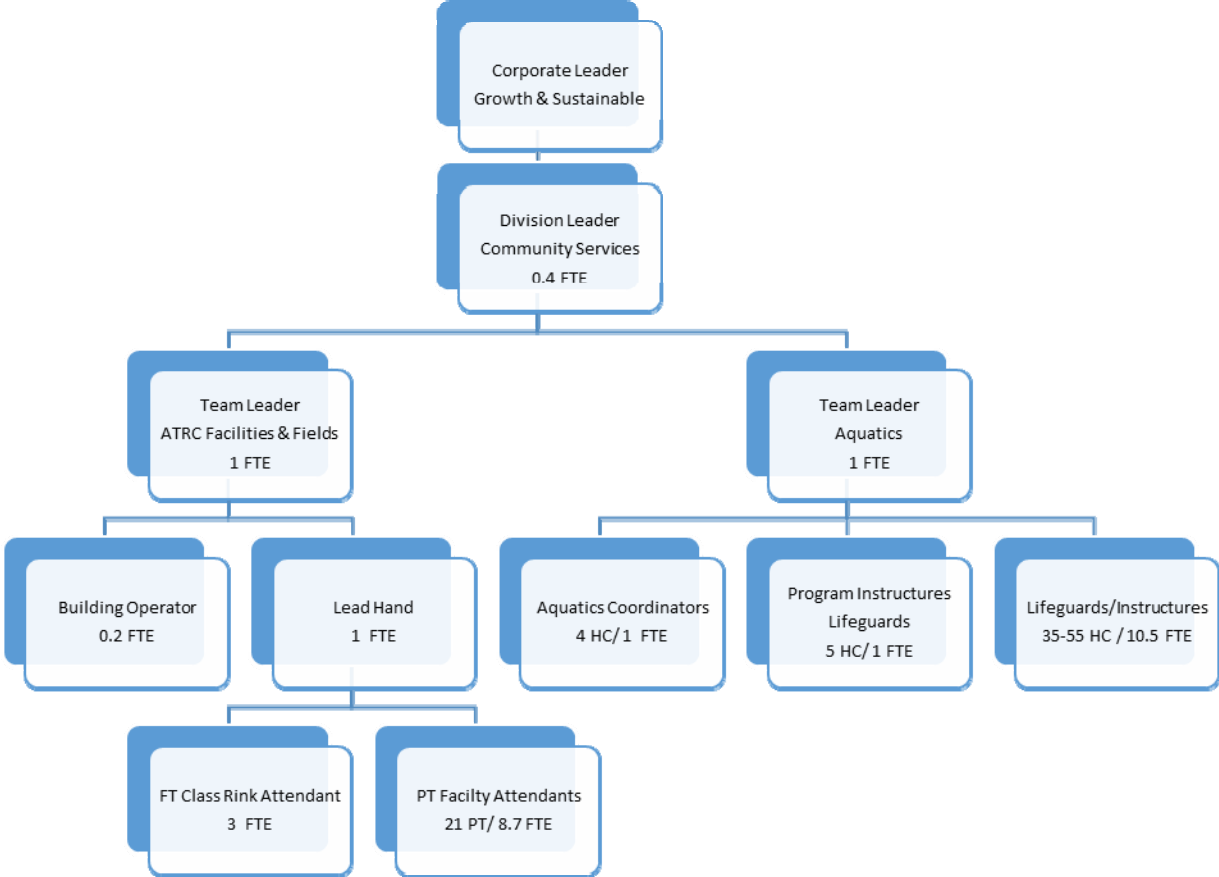 Corporate Leader
Growth & Sustainable
Division Leader
Community Services
0.4 FTE
Team Leader
ATRC Facilities & Fields
1 FTE
Team Leader
Aquatics
1 FTE
Building Operator
0.2 FTE
Lead Hand
1 FTE
Aquatics Coordinators
4 HC/ 1 FTE
Program Instructures
Lifeguards
5 HC/ 1 FTE
Lifeguards/Instructures
35-55 HC / 10.5 FTE
FT Class Rink Attendant
3 FTE
PT Facilty Attendants
21 PT/ 8.7 FTE